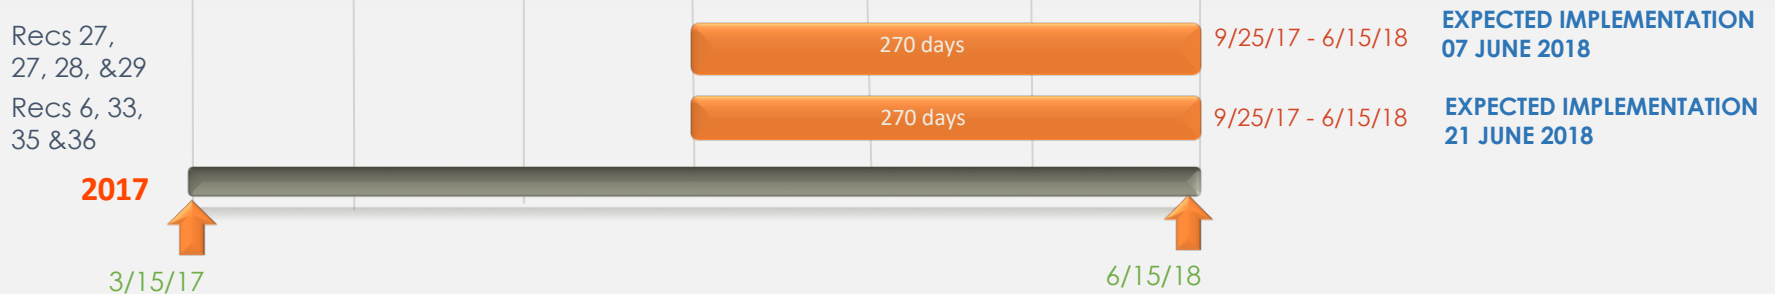 Recs 27,
27, 28, &29
270 days
9/25/17 - 6/15/18
EXPECTED IMPLEMENTATION
07 JUNE 2018
Recs 6, 33,
35 &36
270 days
9/25/17 - 6/15/18
EXPECTED IMPLEMENTATION
21 JUNE 2018
2017
3/15/17
6/15/18